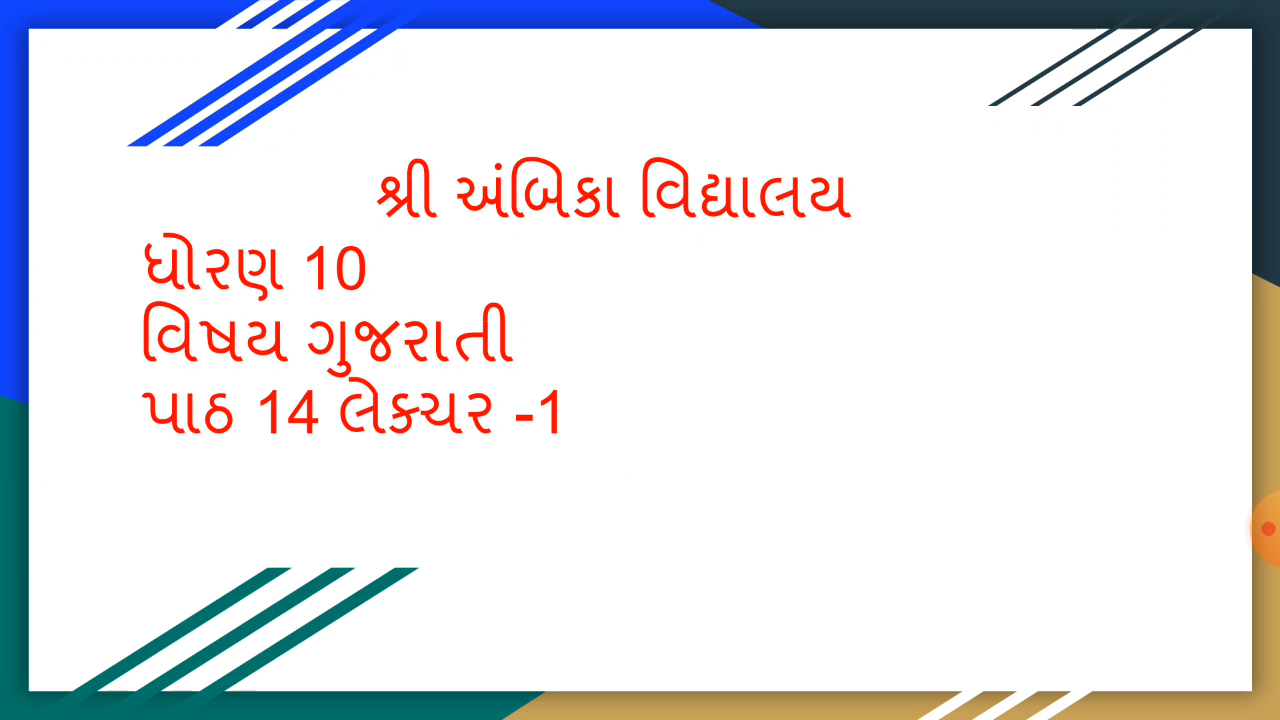 શ્રી અંબિકા વિદ્યાલય
ધોરણ 10
વિષય ગુજરાતી
પાઠ 14 લેક્ચર -1